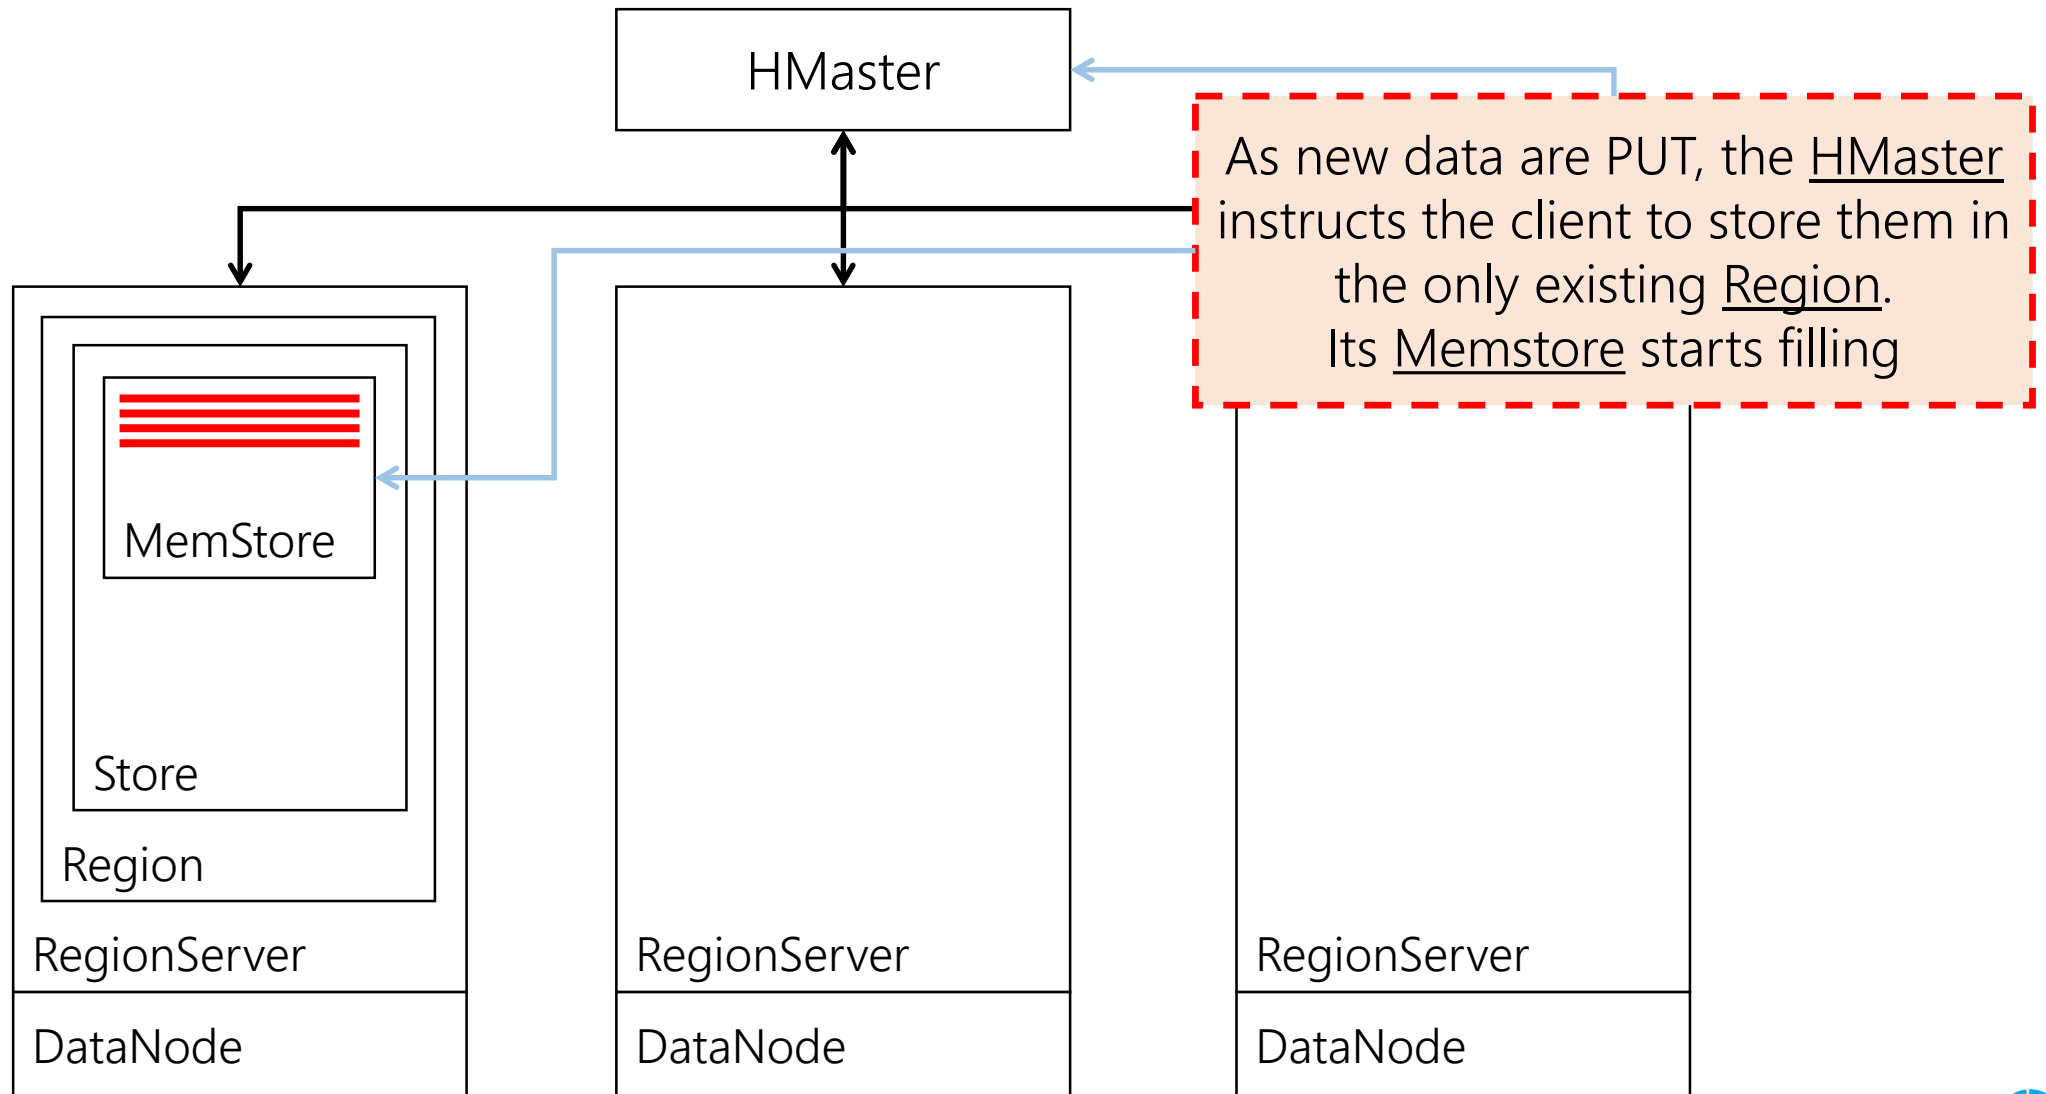 HMaster
As new data are PUT, the HMaster
instructs the client to store them in
the only existing Region.
Its Memstore starts filling
MemStore
Store
Region
RegionServer
DataNode
RegionServer
DataNode
RegionServer
DataNode